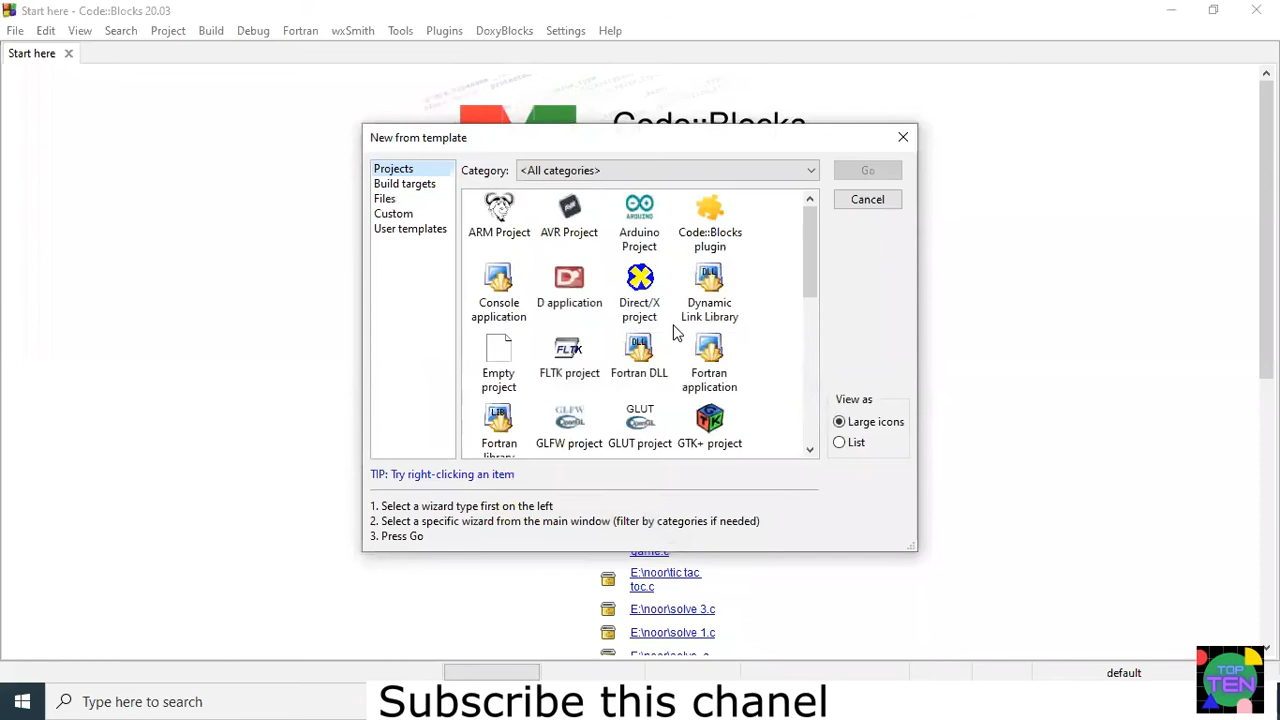 Start here - Code::Blocks 20.03
File Edit View Search Project Build Debug Fortran wxSmith Tools Plugins DoxyBlocks Settings Help
Start here
Code::Blocks
New from template
Projects
Build targets
Files
Custom
User templates
Category: <All categories>
Go
Cancel
ARM Project
AVR Project
Arduino
Project
Code::Blocks
plugin
Console
application
D application
Direct/X
project
Dynamic
Link Library
Empty
project
FLTK project
Fortran DLL
Fortran
application
Fortran
library
GLFW project
GLUT project
GTK+ project
View as
Large icons
List
TIP: Try right-clicking an item
1. Select a wizard type first on the left
2. Select a specific wizard from the main window (filter by categories if needed)
3. Press Go
game.c
E:\noor\tic tac
toc.c
E:\noor\solve 3.c
E:\noor\solve 1.c
default
Type here to search
Subscribe this chanel
TOP
TEN